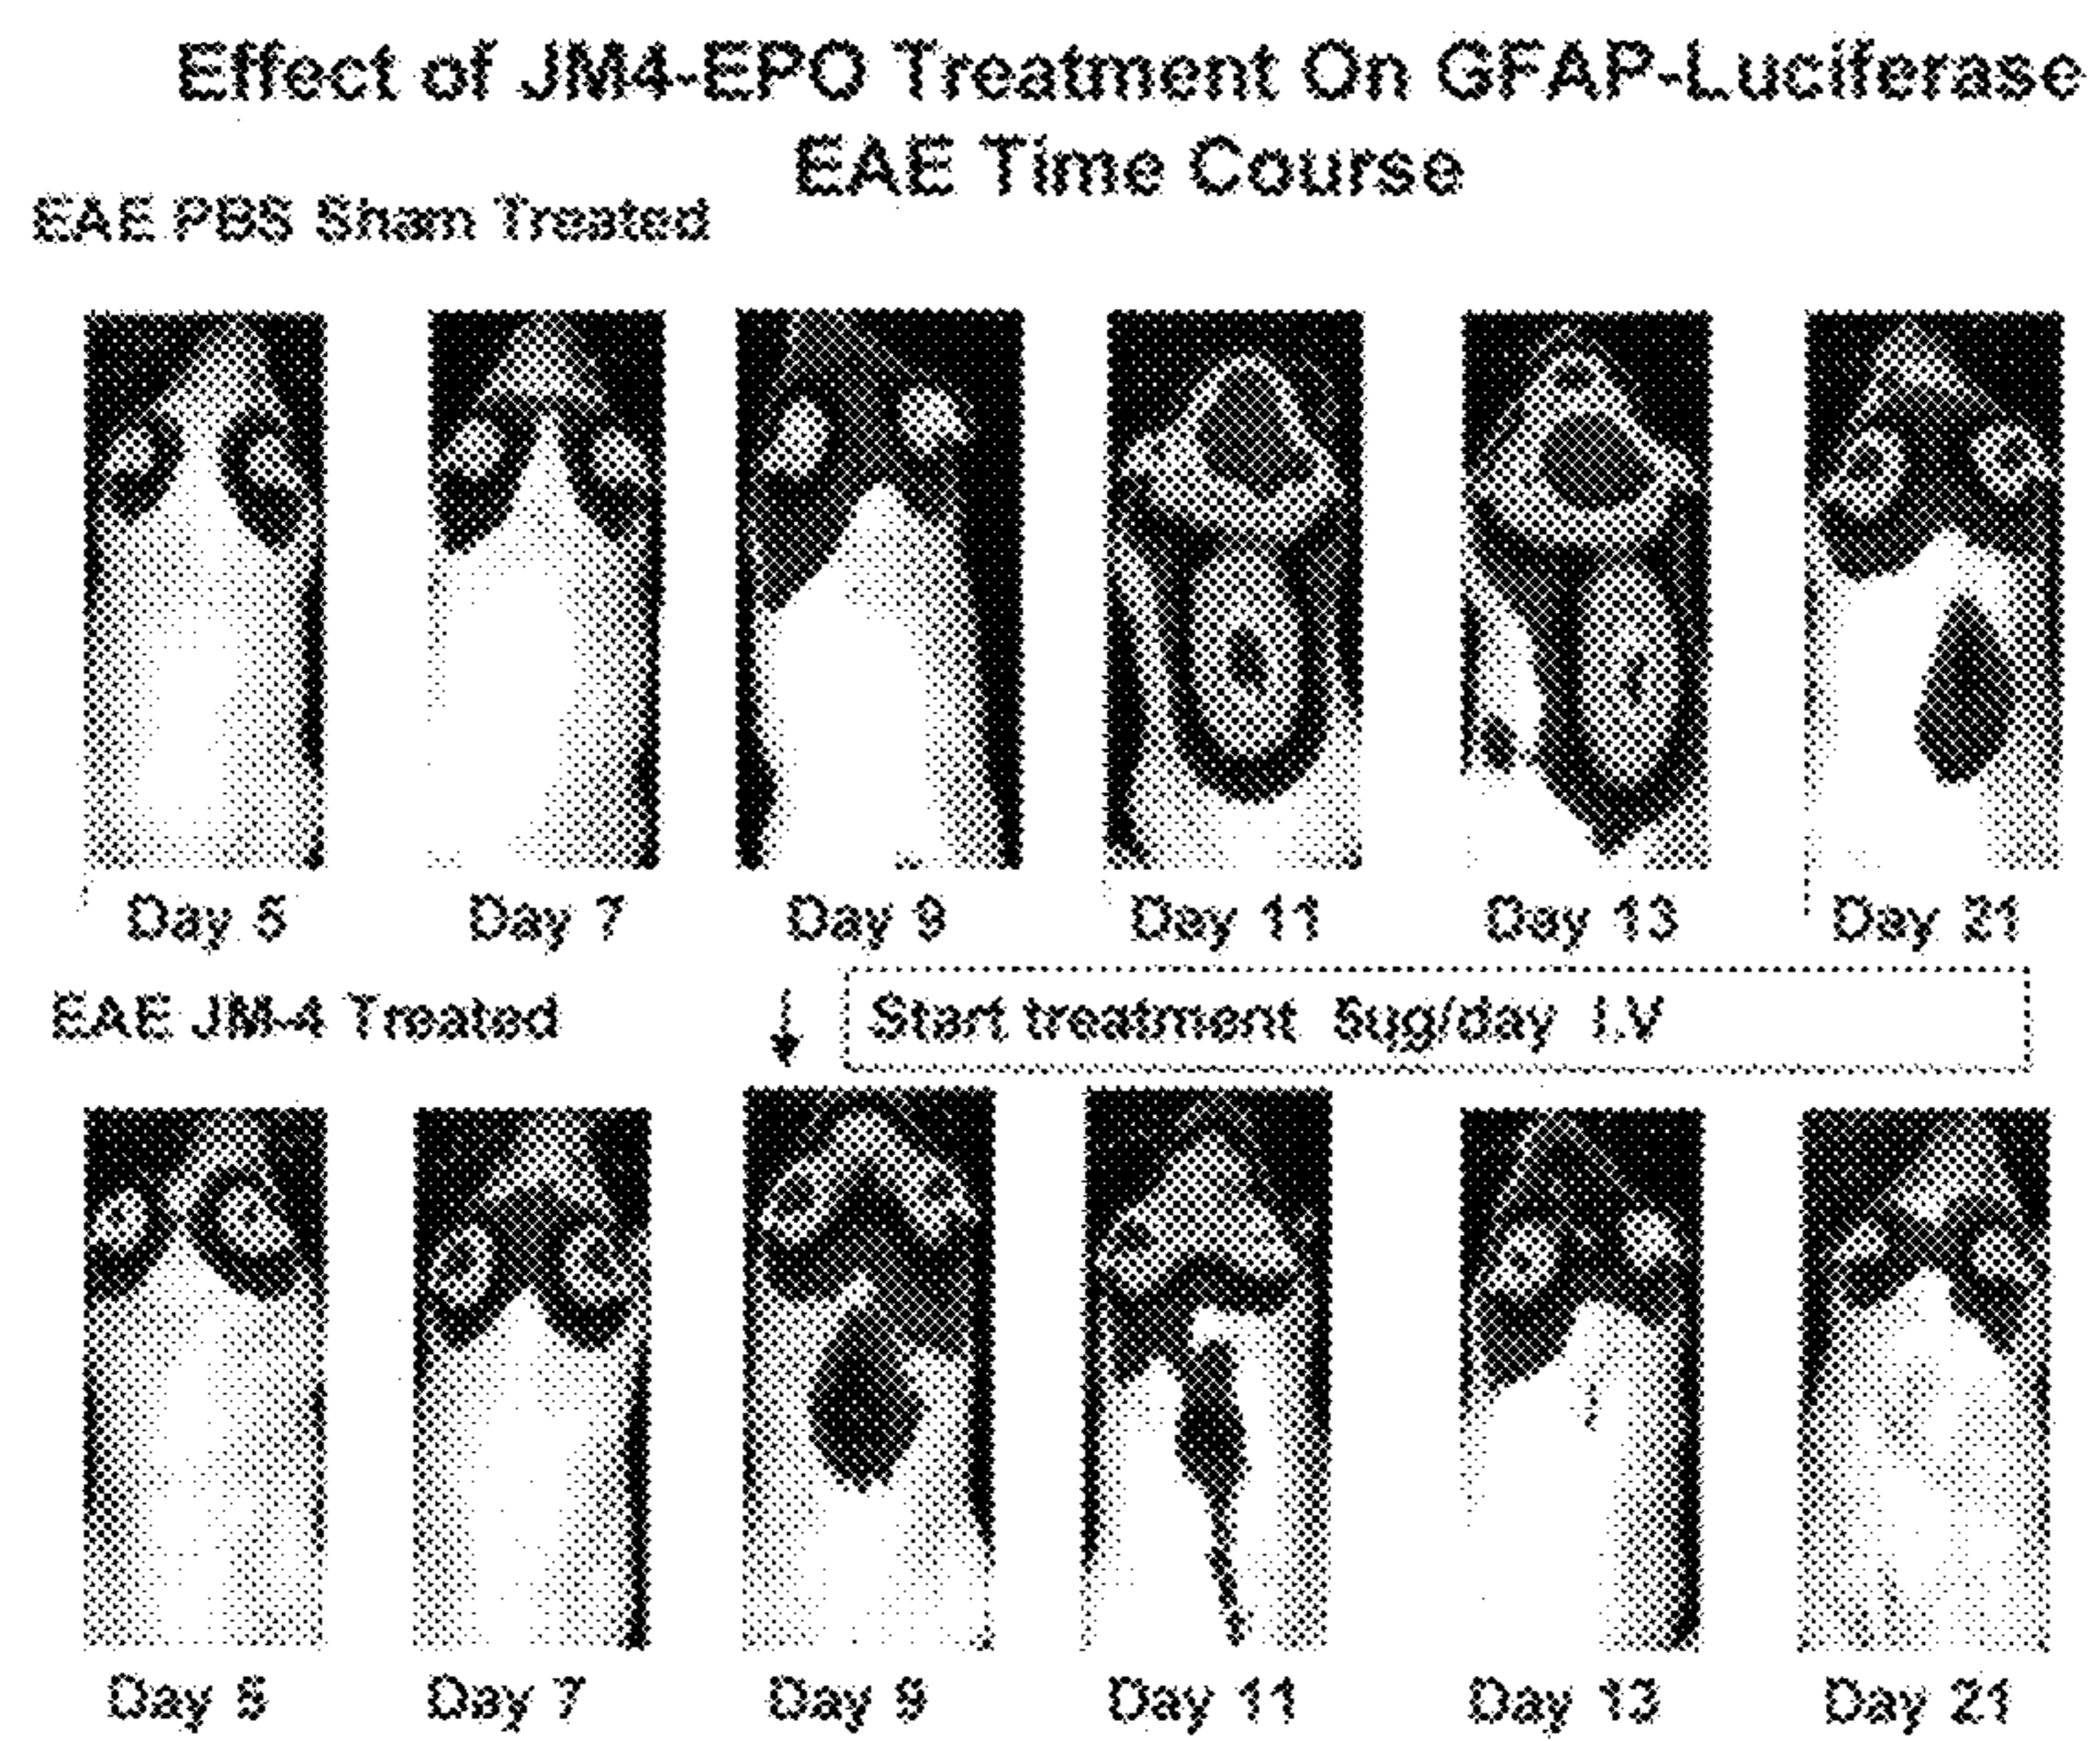 Effect of JM4-EPO Treatment On GFAP-Luciferase
EAE Time Course
EAE PBS Sham Treated
Day 5 Day 7 Day 9 Day 11 Day 13 Day 21
EAE JM-4 Treated Start treatment 5ug/day I.V
Day 5 Day 7 Day 9 Day 11 Day 13 Day 21